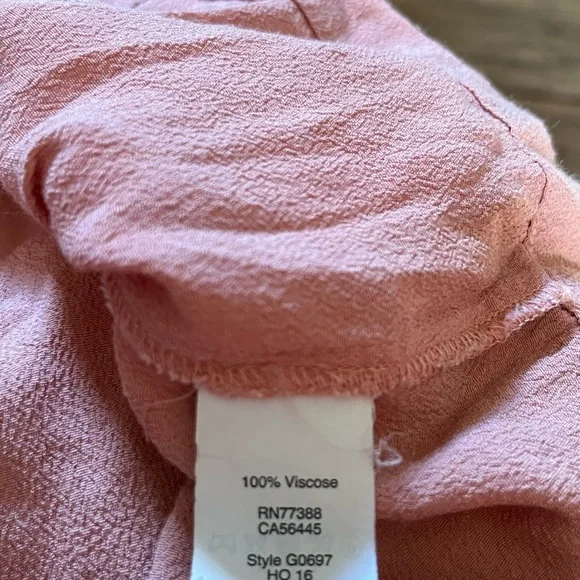 100% Viscose
RN77388
CA56445
Style G0697
HO 16